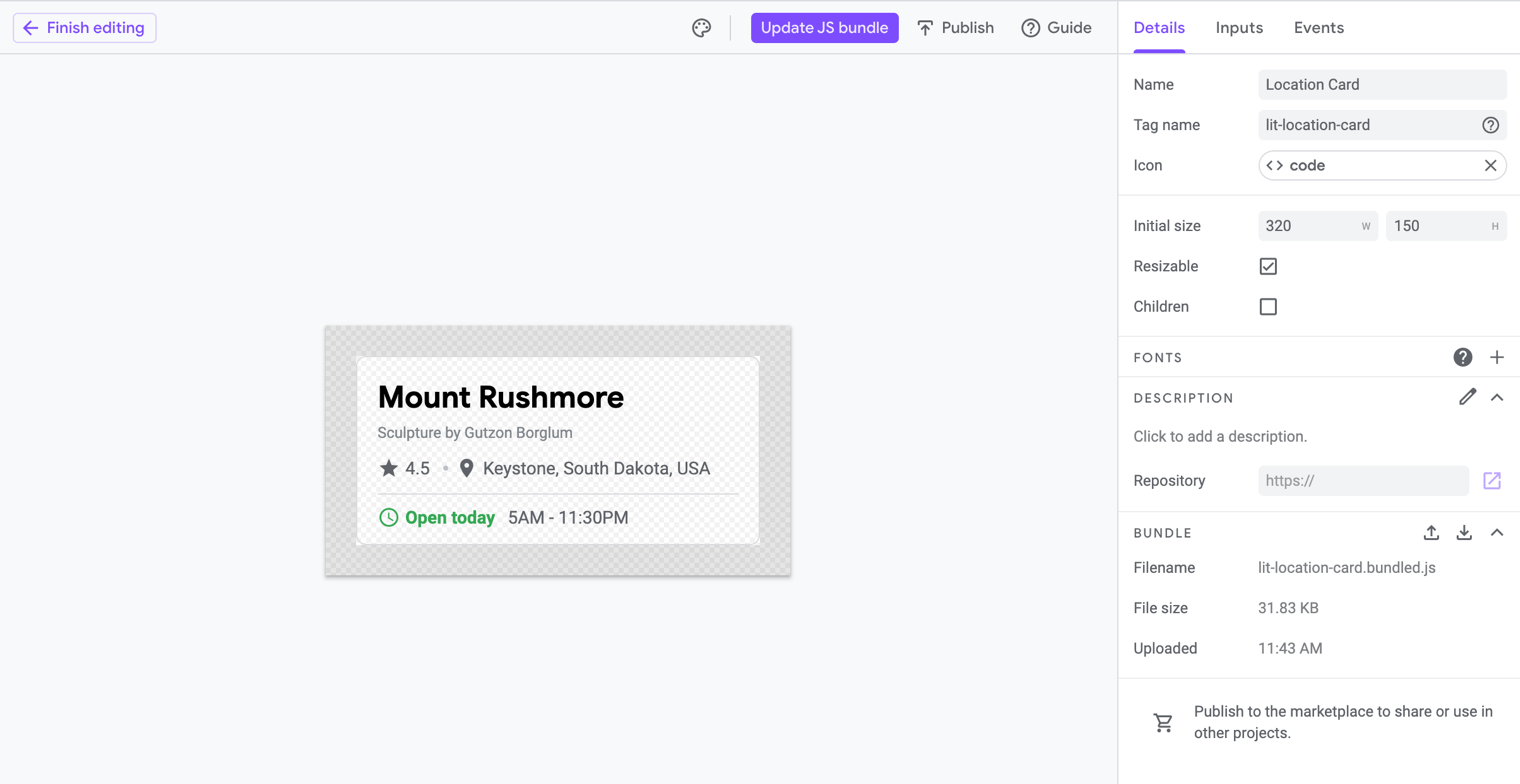 Finish editing
Update JS bundle
Publish
Guide
Mount Rushmore
Sculpture by Gutzon Borglum
4.5 • Keystone, South Dakota, USA
Open today 5AM - 11:30PM
Details Inputs Events
Name Location Card
Tag name lit-location-card
Icon code
Initial size 320 W 150 H
Resizable
Children
FONTS
DESCRIPTION
Click to add a description.
Repository https://
BUNDLE
Filename lit-location-card.bundled.js
File size 31.83 KB
Uploaded 11:43 AM
Publish to the marketplace to share or use in
other projects.